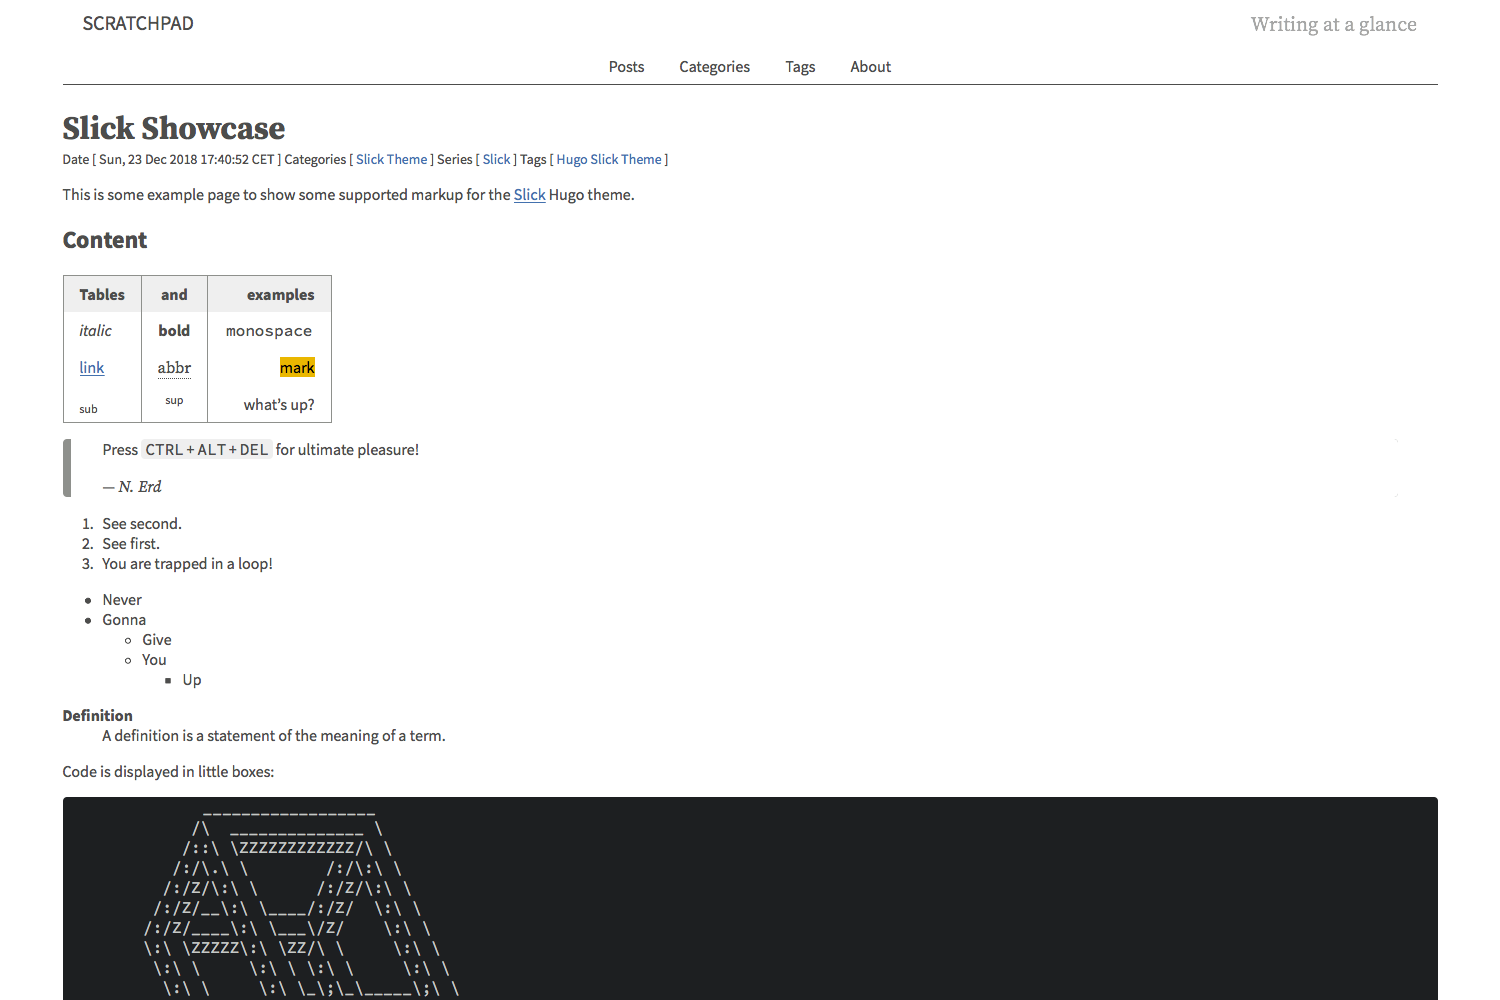 SCRATCHPAD
Writing at a glance
Posts Categories Tags About
Slick Showcase
Date [ Sun, 23 Dec 2018 17:40:52 CET ] Categories [ Slick Theme ] Series [ Slick ] Tags [ Hugo Slick Theme ]
This is some example page to show some supported markup for the Slick Hugo theme.
Content
Tables and examples
italic bold monospace
link abbr mark
sub sup what’s up?
Press CTRL+ALT+DEL for ultimate pleasure!
— N. Erd
1. See second.
2. See first.
3. You are trapped in a loop!
• Never
• Gonna
◦ Give
◦ You
▪ Up
Definition
A definition is a statement of the meaning of a term.
Code is displayed in little boxes:
      __________________
     /\  ______________ \
    /::\ \ZZZZZZZZZZZZ/\ \
   /:/\.\ \        /:/\:\ \
  /:/Z/\:\ \      /:/Z/\:\ \
 /:/Z/__\:\ \____/:/Z/  \:\ \
/:/Z/____\:\ \___\/Z/    \:\ \
\:\ \ZZZZZ\:\ \ZZ/\ \     \:\ \
 \:\ \     \:\ \ \:\ \     \:\ \
  \:\ \     \:\ \_\;\_\_____\;\ \